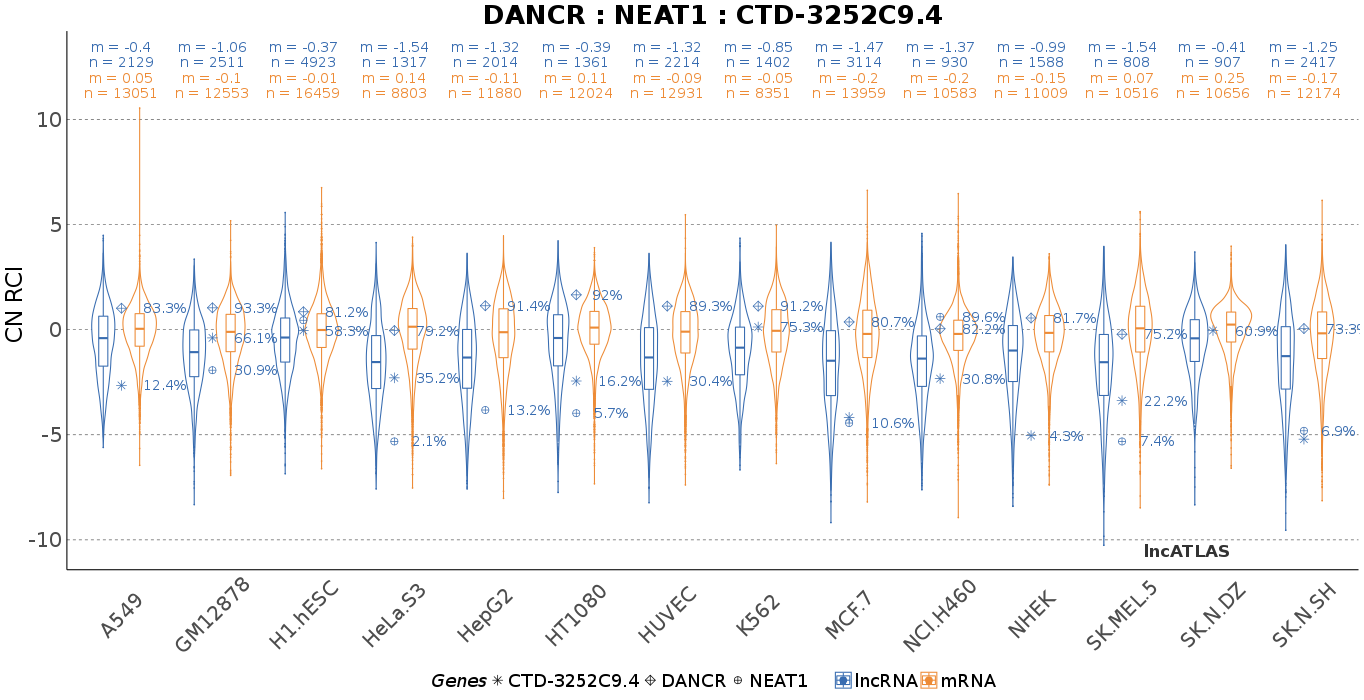 DANCR : NEAT1 : CTD-3252C9.4
m = -0.4 m = -1.06 m = -0.37 m = -1.54 m = -1.32 m = -0.39 m = -1.32 m = -0.85 m = -1.47 m = -1.37 m = -0.99 m = -1.54 m = -0.41 m = -1.25
n = 2129 n = 2511 n = 4923 n = 1317 n = 2014 n = 1361 n = 2214 n = 1402 n = 3114 n = 930 n = 1588 n = 808 n = 907 n = 2417
m = 0.05 m = -0.1 m = -0.01 m = 0.14 m = -0.11 m = 0.11 m = -0.09 m = -0.05 m = -0.2 m = -0.2 m = -0.15 m = 0.07 m = 0.25 m = -0.17
n = 13051 n = 12553 n = 16459 n = 8803 n = 11880 n = 12024 n = 12931 n = 8351 n = 13959 n = 10583 n = 11009 n = 10516 n = 10656 n = 12174
10
5
0
-5
-10
CN RCI
83.3% 12.4%
93.3% 66.1% 30.9%
81.2% 58.3%
79.2% 35.2% 2.1%
91.4% 13.2%
92% 16.2% 5.7%
89.3% 30.4%
91.2% 75.3%
80.7% 10.6%
89.6% 82.2% 30.8%
81.7% 4.3%
75.2% 22.2% 7.4%
60.9%
73.3% 6.9%
lncATLAS
A549 GM12878 H1.hESC HeLa.S3 HepG2 HT1080 HUVEC K562 MCF.7 NCI.H460 NHEK SK.MEL.5 SK.N.DZ SK.N.SH
Genes CTD-3252C9.4 DANCR NEAT1 lncRNA mRNA